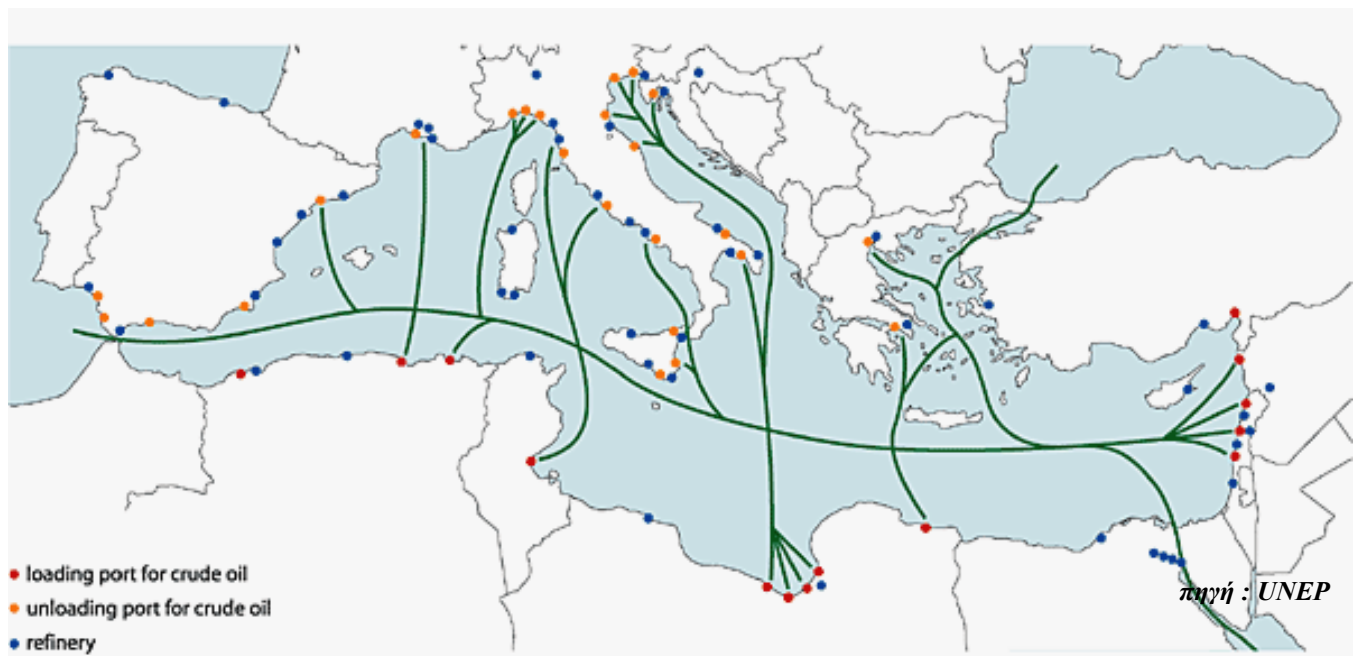 loading port for crude oil
unloading port for crude oil
refinery
πηγή : UNEP